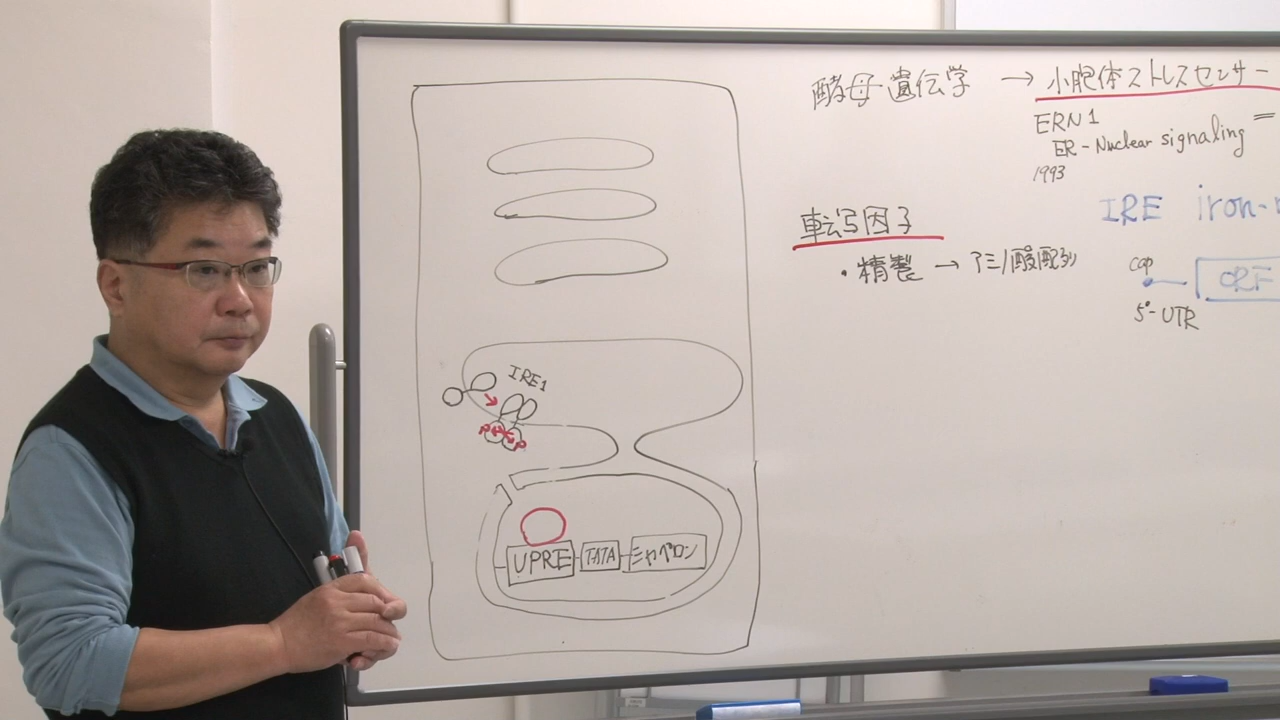 酵母遺伝学 → 小胞体ストレスセンサー
ERN1 =
ER-Nuclear signaling
1993
転写因子
・精製 → アミノ酸配列
IRE iron-
cap
ORF
5'-UTR
IRE1
P P
UPRE TATA シャペロン